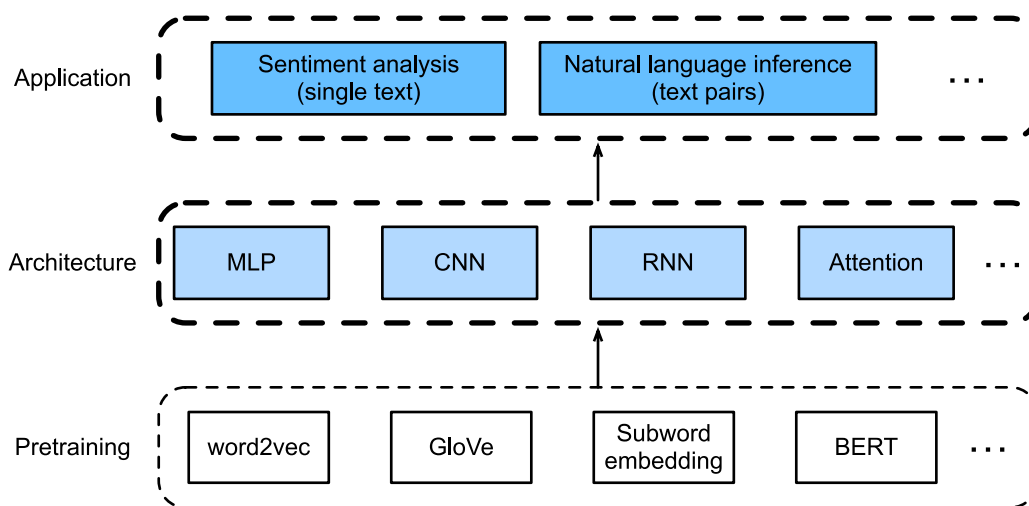 Application
Sentiment analysis
(single text)
Natural language inference
(text pairs)
...
Architecture
MLP
CNN
RNN
Attention
...
Pretraining
word2vec
GloVe
Subword
embedding
BERT
...